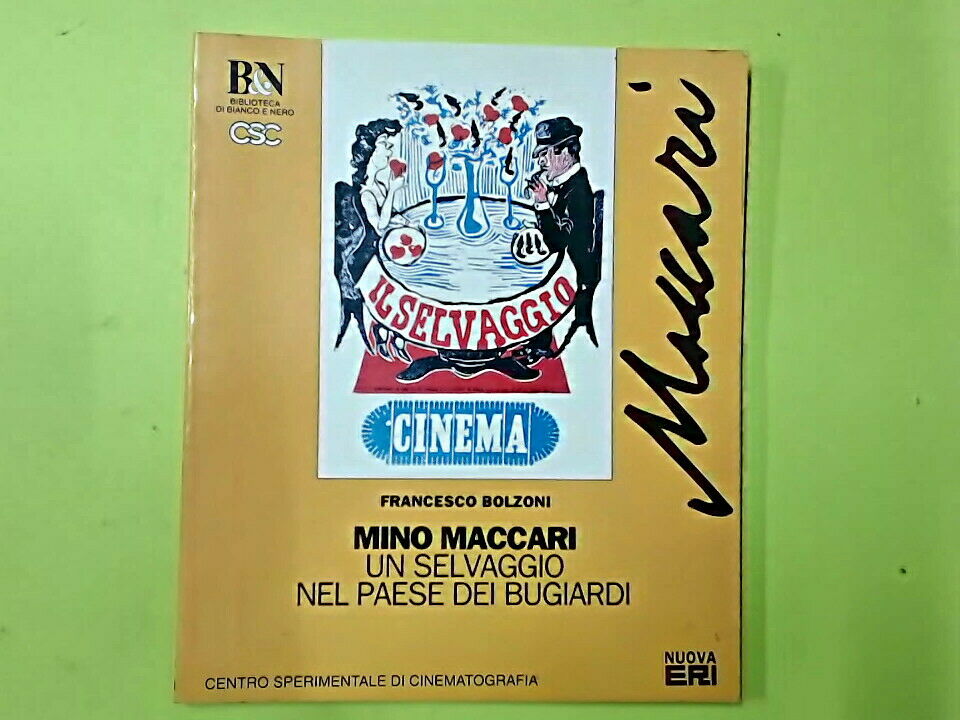 B&N
BIBLIOTECA
DI BIANCO E NERO
CSC
Maccari
IL SELVAGGIO
CINEMA
FRANCESCO BOLZONI
MINO MACCARI
UN SELVAGGIO
NEL PAESE DEI BUGIARDI
NUOVA
ERI
CENTRO SPERIMENTALE DI CINEMATOGRAFIA